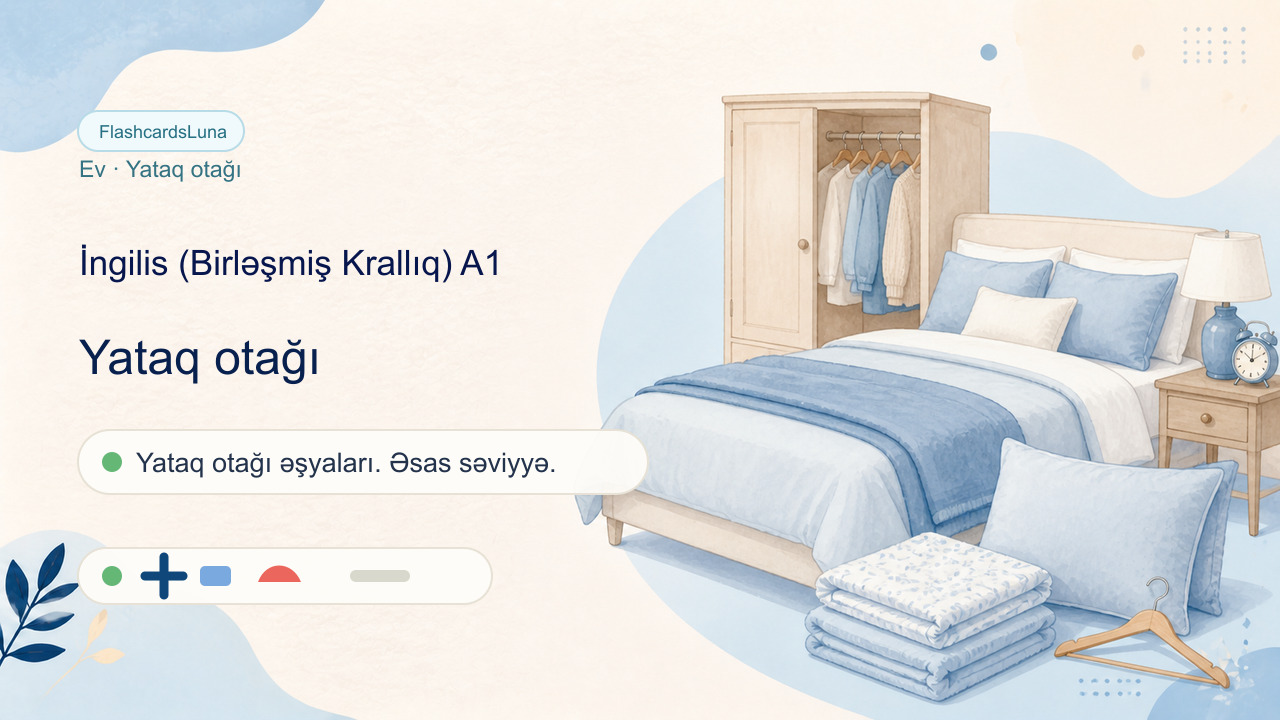 FlashcardsLuna
Ev · Yataq otağı
İngilis (Birləşmiş Krallıq) A1
Yataq otağı
Yataq otağı əşyaları. Əsas səviyyə.